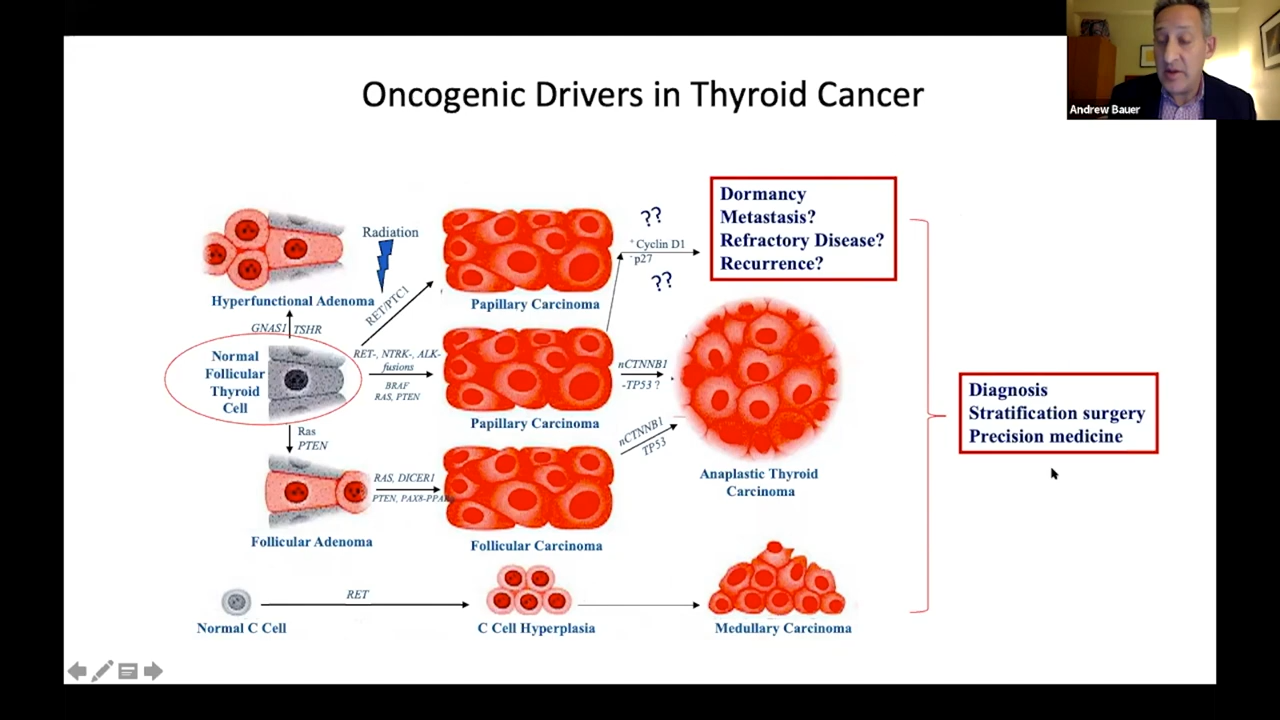 Oncogenic Drivers in Thyroid Cancer
Andrew Bauer
Radiation
Hyperfunctional Adenoma
GNAS1
TSHR
Normal
Follicular
Thyroid
Cell
Ras
PTEN
Follicular Adenoma
RET/PTC1
RET-, NTRK-, ALK-
fusions
BRAF
RAS, PTEN
RAS, DICER1
PTEN, PAX8-PPAR
Papillary Carcinoma
Papillary Carcinoma
Follicular Carcinoma
??
+ Cyclin D1
- p27
??
nCTNNB1
-TP53 ?
nCTNNB1
TP53
Dormancy
Metastasis?
Refractory Disease?
Recurrence?
Anaplastic Thyroid
Carcinoma
Diagnosis
Stratification surgery
Precision medicine
Normal C Cell
RET
C Cell Hyperplasia
Medullary Carcinoma